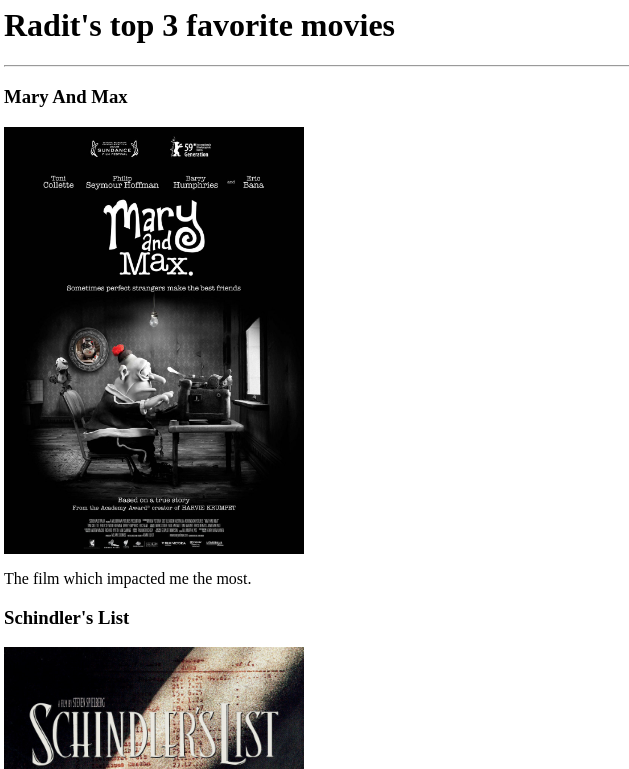 Radit's top 3 favorite movies
Mary And Max
SUNDANCE
FILM FESTIVAL
59
Generation
Toni Philip Barry and Eric
Collette Seymour Hoffman Humphries Bana
Mary
and
Max.
Sometimes perfect strangers make the best friends
Based on a true story
From the Academy Award® creator of HARVIE KRUMPET
The film which impacted me the most.
Schindler's List
A FILM BY STEVEN SPIELBERG
SCHINDLER'S LIST